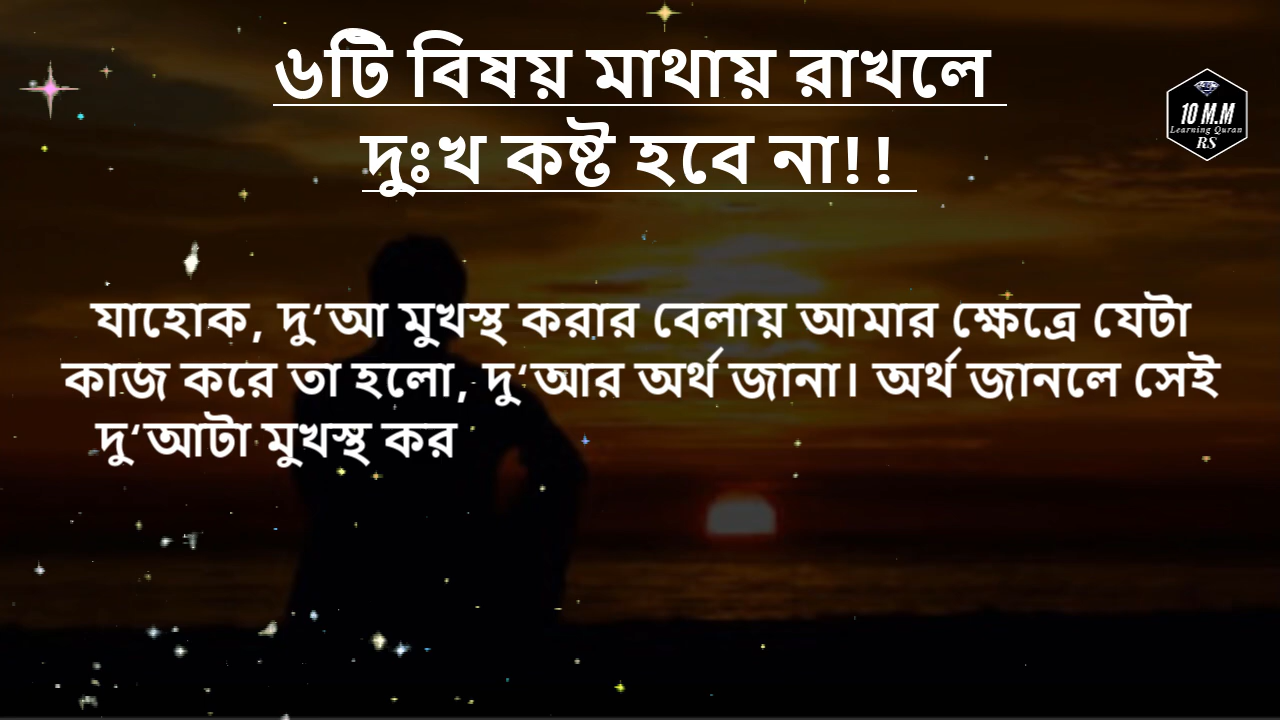 ৬টি বিষয় মাথায় রাখলে
দুঃখ কষ্ট হবে না!!
10 M.M
Learning Quran
RS
যাহোক, দু‘আ মুখস্থ করার বেলায় আমার ক্ষেত্রে যেটা
কাজ করে তা হলো, দু‘আর অর্থ জানা। অর্থ জানলে সেই
দু‘আটা মুখস্থ কর